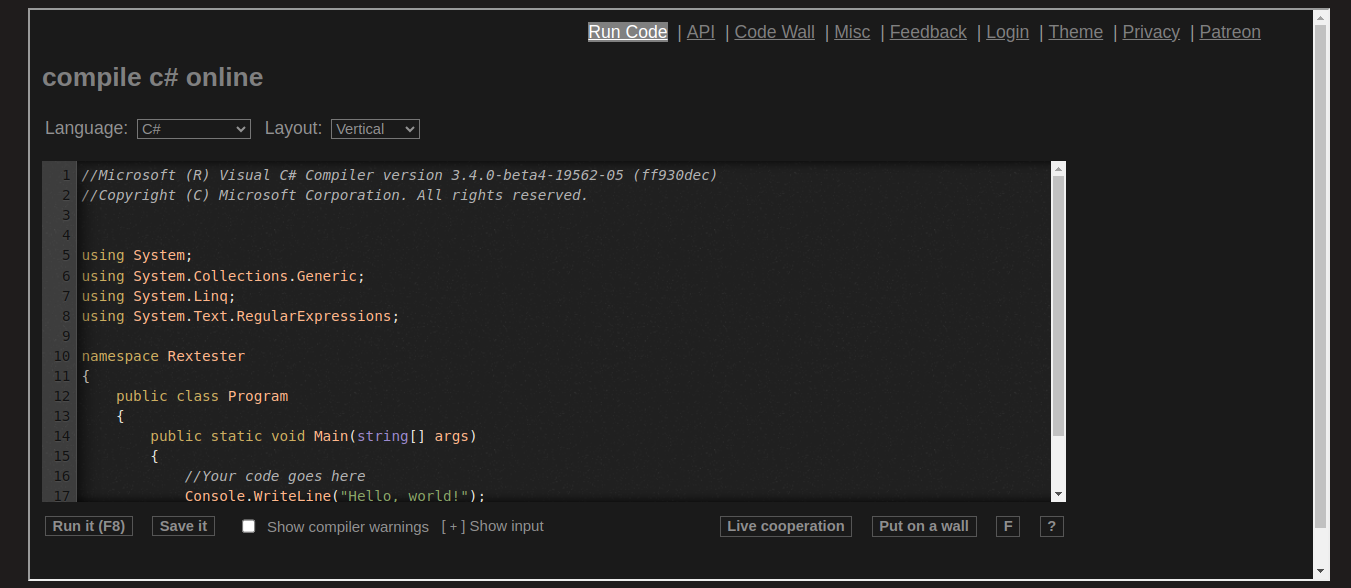 Run Code | API | Code Wall | Misc | Feedback | Login | Theme | Privacy | Patreon
compile c# online
Language: C# Layout: Vertical
1 //Microsoft (R) Visual C# Compiler version 3.4.0-beta4-19562-05 (ff930dec)
2 //Copyright (C) Microsoft Corporation. All rights reserved.
3
4
5 using System;
6 using System.Collections.Generic;
7 using System.Linq;
8 using System.Text.RegularExpressions;
9
10 namespace Rextester
11 {
12     public class Program
13     {
14         public static void Main(string[] args)
15         {
16             //Your code goes here
17             Console.WriteLine("Hello, world!");
Run it (F8) Save it Show compiler warnings [ + ] Show input Live cooperation Put on a wall F ?